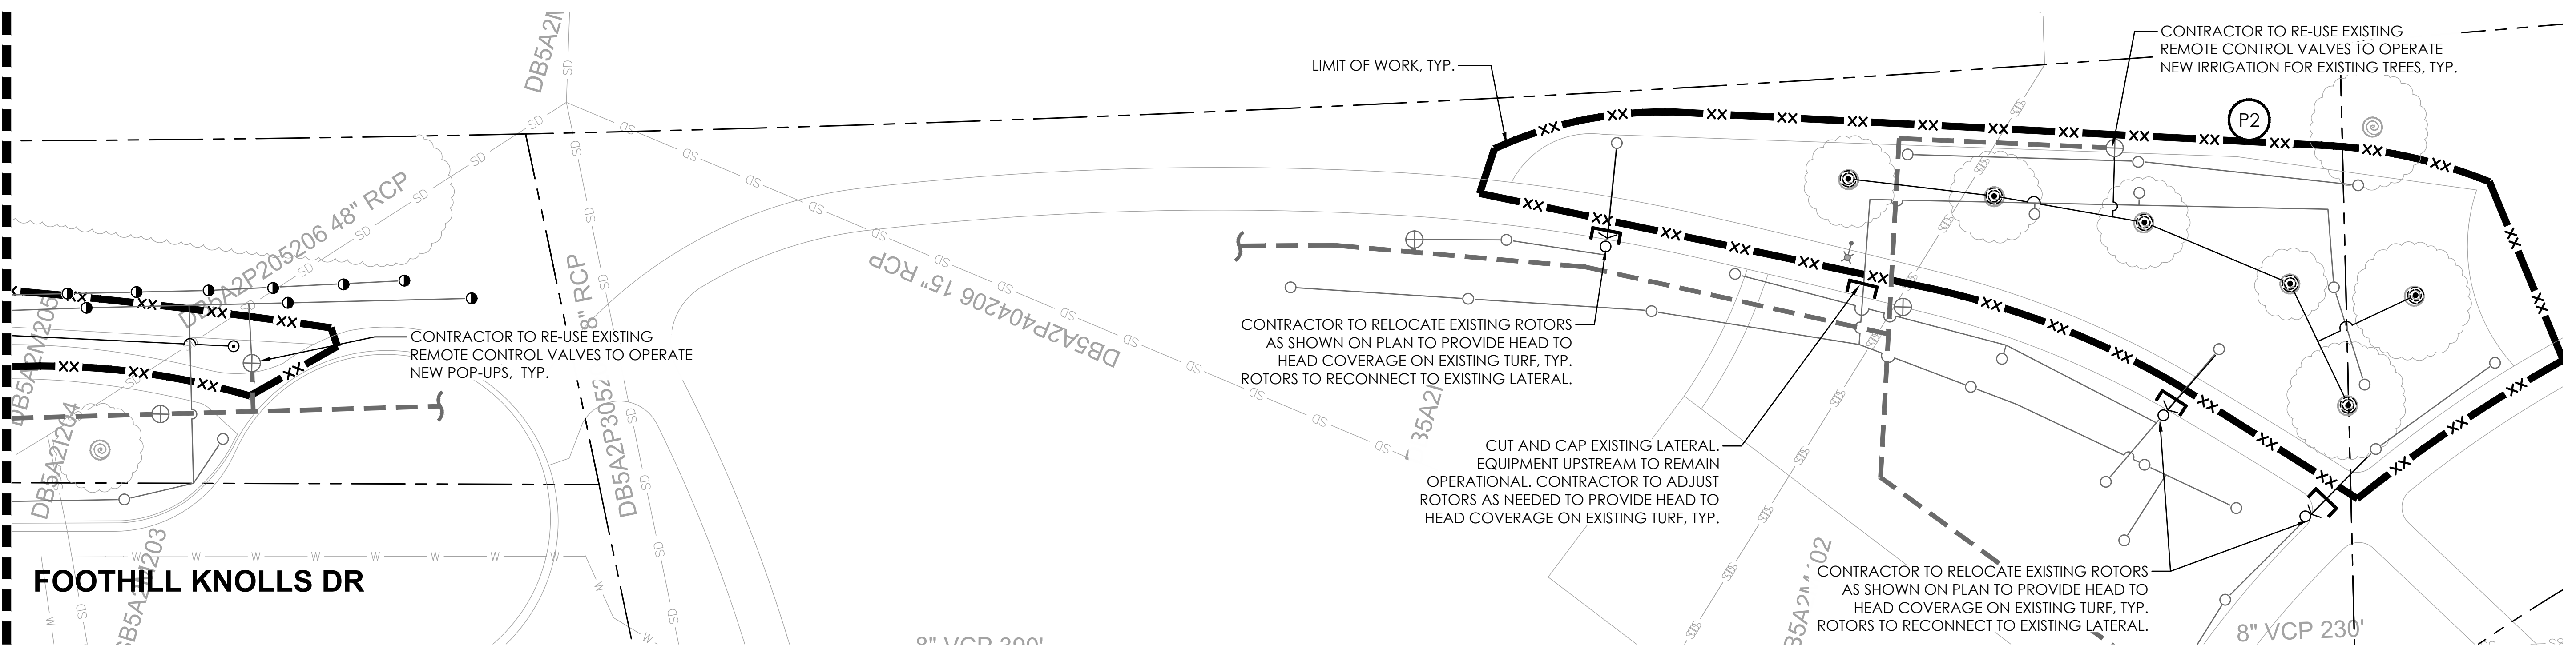 CONTRACTOR TO RE-USE EXISTING
REMOTE CONTROL VALVES TO OPERATE
NEW IRRIGATION FOR EXISTING TREES, TYP.
LIMIT OF WORK, TYP.
P2
DB5A2P205206 48" RCP
8" RCP
DB5A2P404206 15" RCP
CONTRACTOR TO RE-USE EXISTING
REMOTE CONTROL VALVES TO OPERATE
NEW POP-UPS, TYP.
CONTRACTOR TO RELOCATE EXISTING ROTORS
AS SHOWN ON PLAN TO PROVIDE HEAD TO
HEAD COVERAGE ON EXISTING TURF, TYP.
ROTORS TO RECONNECT TO EXISTING LATERAL.
DB5A2M205
DB5A2I204
CUT AND CAP EXISTING LATERAL.
EQUIPMENT UPSTREAM TO REMAIN
OPERATIONAL. CONTRACTOR TO ADJUST
ROTORS AS NEEDED TO PROVIDE HEAD TO
HEAD COVERAGE ON EXISTING TURF, TYP.
FOOTHILL KNOLLS DR
CONTRACTOR TO RELOCATE EXISTING ROTORS
AS SHOWN ON PLAN TO PROVIDE HEAD TO
HEAD COVERAGE ON EXISTING TURF, TYP.
ROTORS TO RECONNECT TO EXISTING LATERAL.
8" VCP 230'